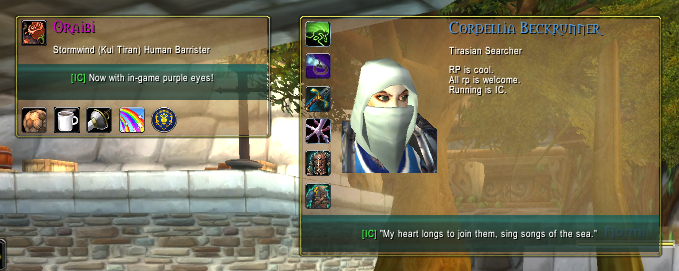 Oraibi
Stormwind (Kul Tiran) Human Barrister
[IC] Now with in-game purple eyes!
Cordellia Beckrunner
Tirasian Searcher
RP is cool.
All rp is welcome.
Running is IC.
[IC] "My heart longs to join them, sing songs of the sea."